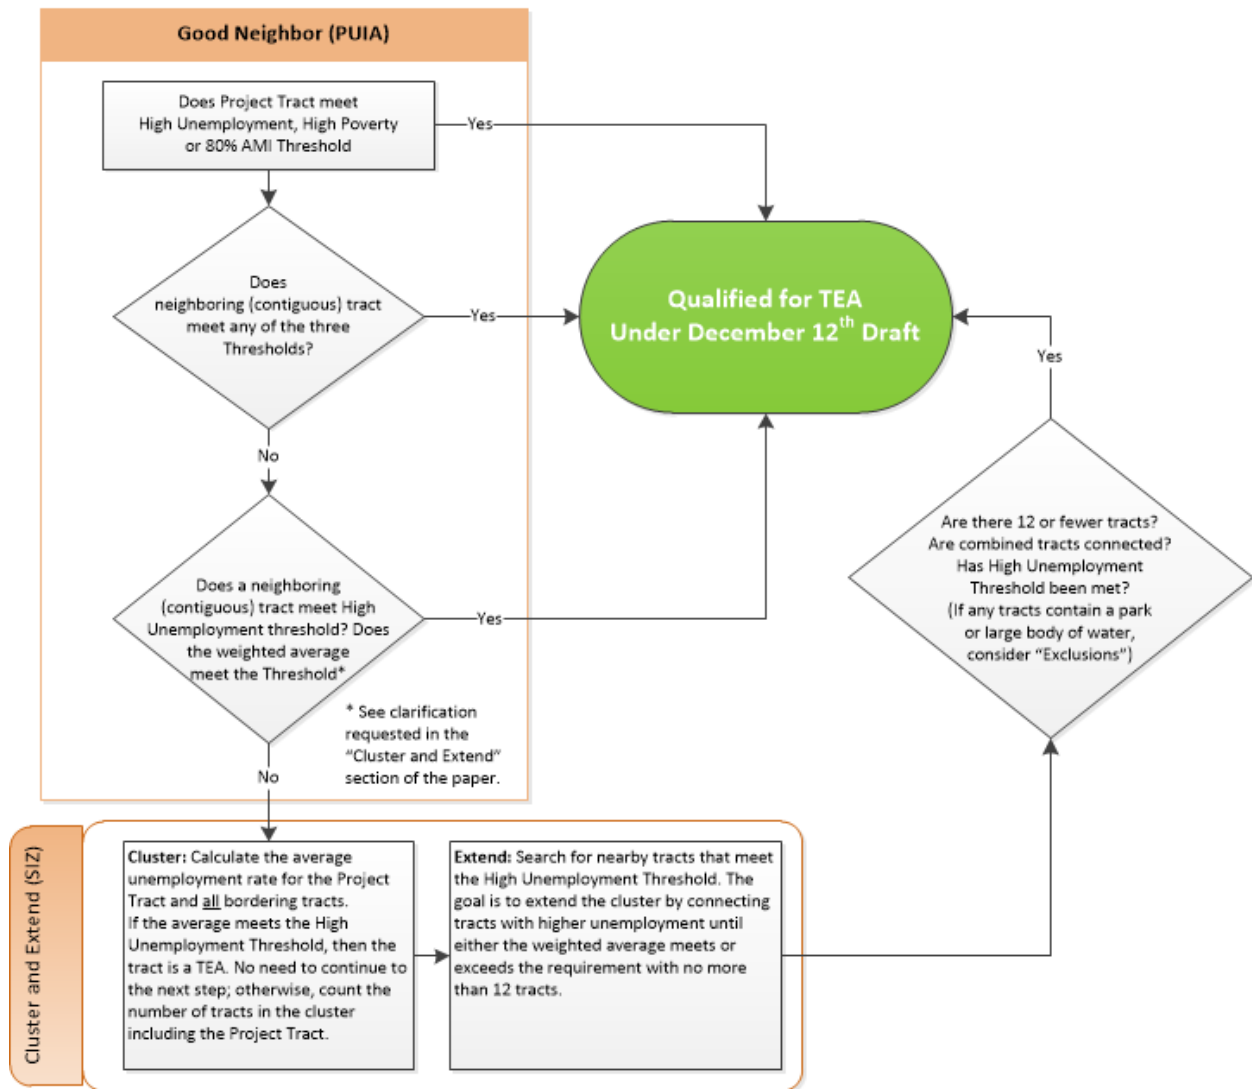 Good Neighbor (PUIA)
Does Project Tract meet
High Unemployment, High Poverty
or 80% AMI Threshold
Yes
Does
neighboring (contiguous) tract
meet any of the three
Thresholds?
Yes
Qualified for TEA
Under December 12th Draft
No
Yes
Does a neighboring
(contiguous) tract meet High
Unemployment threshold? Does
the weighted average
meet the Threshold*
Yes
Are there 12 or fewer tracts?
Are combined tracts connected?
Has High Unemployment
Threshold been met?
(If any tracts contain a park
or large body of water,
consider “Exclusions”)
* See clarification
requested in the
“Cluster and Extend”
section of the paper.
No
Cluster and Extend (SIZ)
Cluster: Calculate the average
unemployment rate for the Project
Tract and all bordering tracts.
If the average meets the High
Unemployment Threshold, then the
tract is a TEA. No need to continue to
the next step; otherwise, count the
number of tracts in the cluster
including the Project Tract.
Extend: Search for nearby tracts that meet
the High Unemployment Threshold. The
goal is to extend the cluster by connecting
tracts with higher unemployment until
either the weighted average meets or
exceeds the requirement with no more
than 12 tracts.